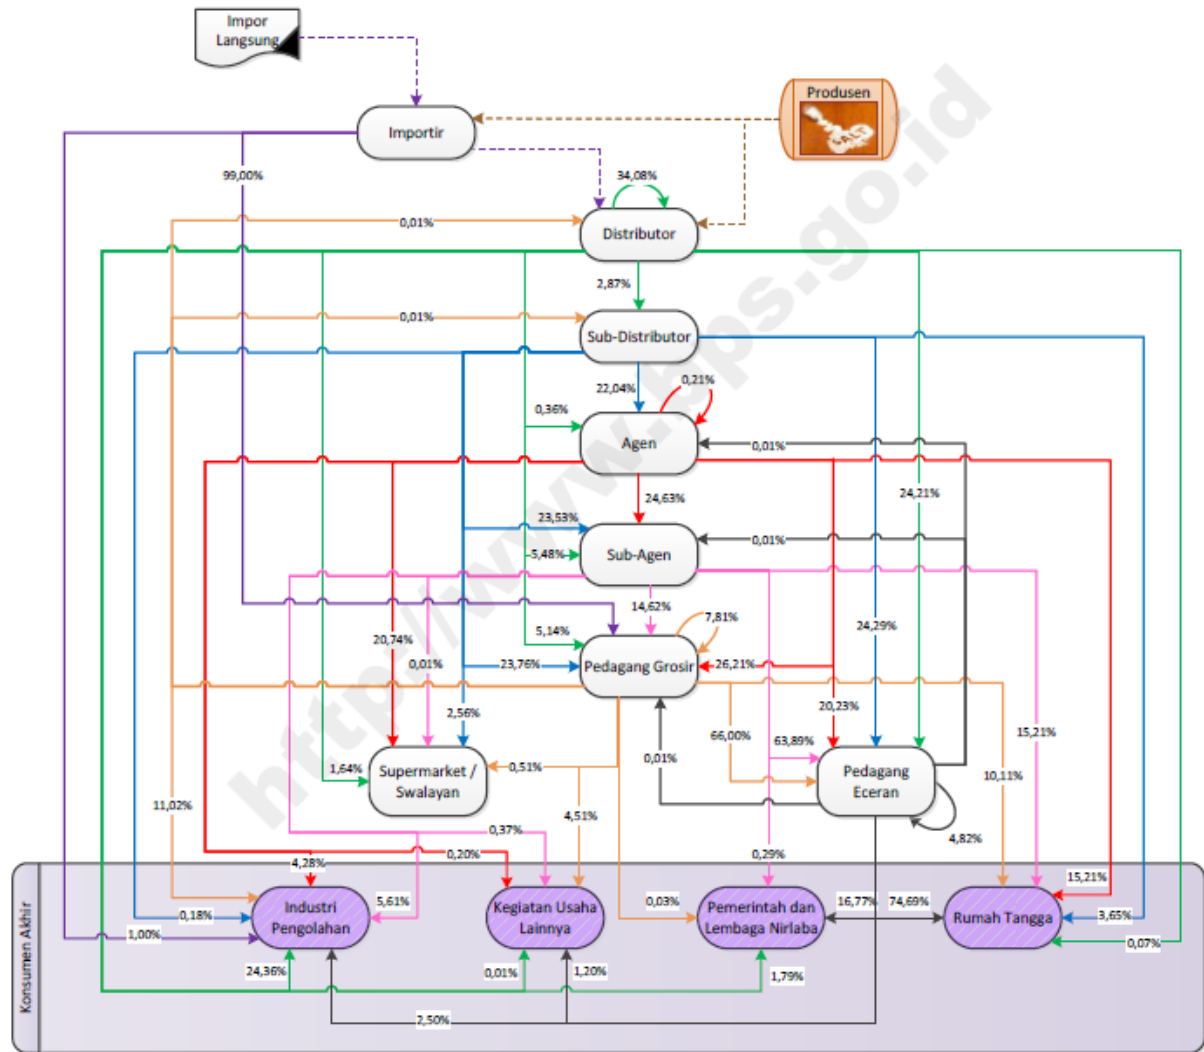 Impor
Langsung
Produsen
SALT
Importir
99,00%
34,08%
0,01%
Distributor
2,87%
0,01%
Sub-Distributor
22,04%
0,21%
0,36%
Agen
0,01%
24,63%
24,21%
23,53%
0,01%
5,48%
Sub-Agen
14,62%
7,81%
5,14%
24,29%
20,74%
0,01%
23,76%
Pedagang Grosir
26,21%
2,56%
20,23%
66,00%
63,89%
15,21%
0,01%
0,51%
1,64%
Supermarket /
Swalayan
Pedagang
Eceran
10,11%
11,02%
4,51%
0,37%
4,82%
4,28%
0,20%
0,29%
15,21%
Konsumen Akhir
Industri
Pengolahan
5,61%
Kegiatan Usaha
Lainnya
0,03%
Pemerintah dan
Lembaga Nirlaba
16,77%
74,69%
Rumah Tangga
0,18%
3,65%
1,00%
0,07%
24,36%
0,01%
1,20%
1,79%
2,50%
http://www.bps.go.id